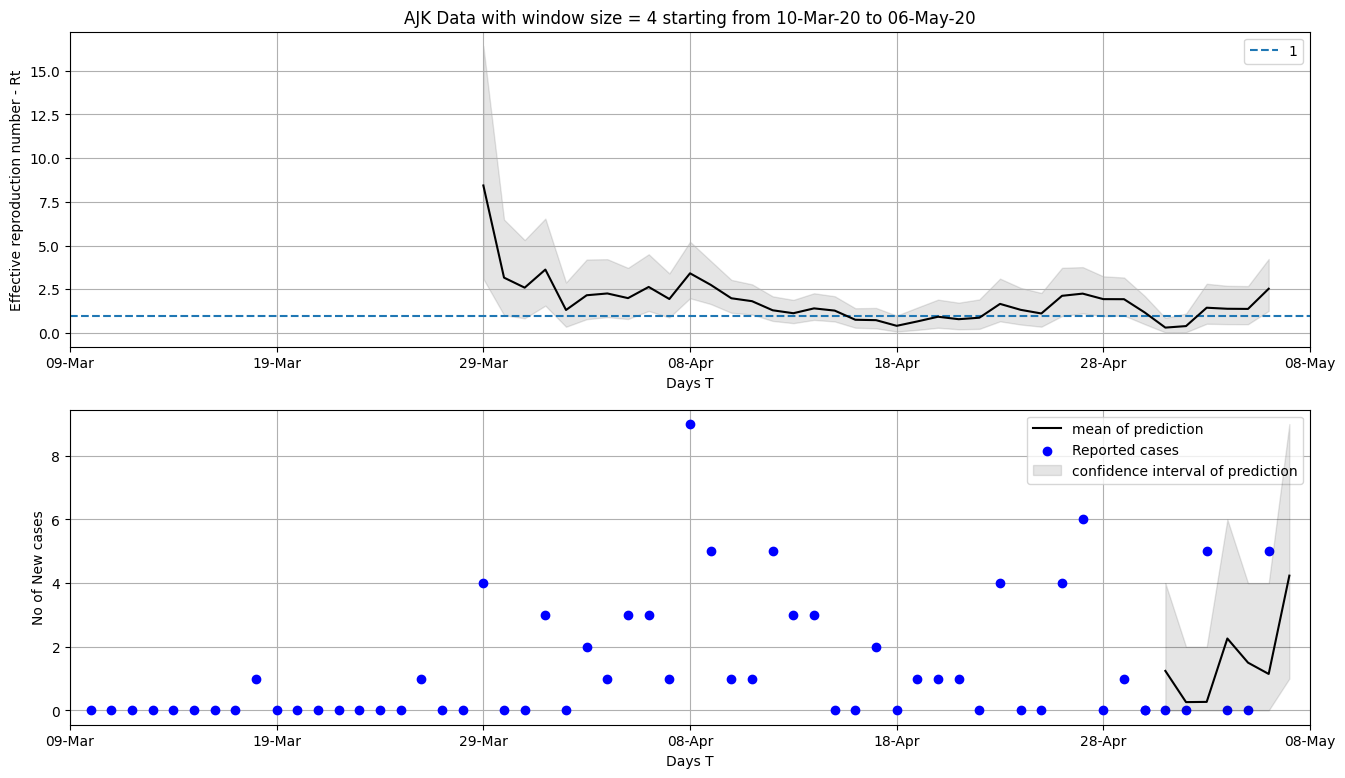 AJK Data with window size = 4 starting from 10-Mar-20 to 06-May-20
Effective reproduction number - Rt
15.0
12.5
10.0
7.5
5.0
2.5
0.0
1
09-Mar 19-Mar 29-Mar 08-Apr 18-Apr 28-Apr 08-May
Days T
No of New cases
8
6
4
2
0
mean of prediction
Reported cases
confidence interval of prediction
09-Mar 19-Mar 29-Mar 08-Apr 18-Apr 28-Apr 08-May
Days T